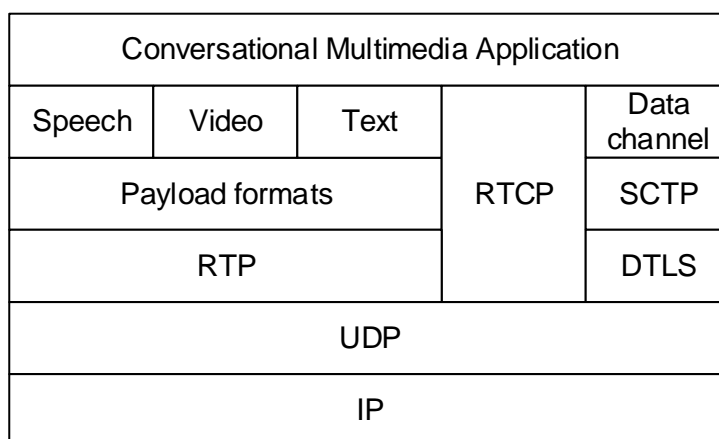 Conversational Multimedia Application
Speech Video Text RTCP Data channel
Payload formats SCTP
RTP DTLS
UDP
IP